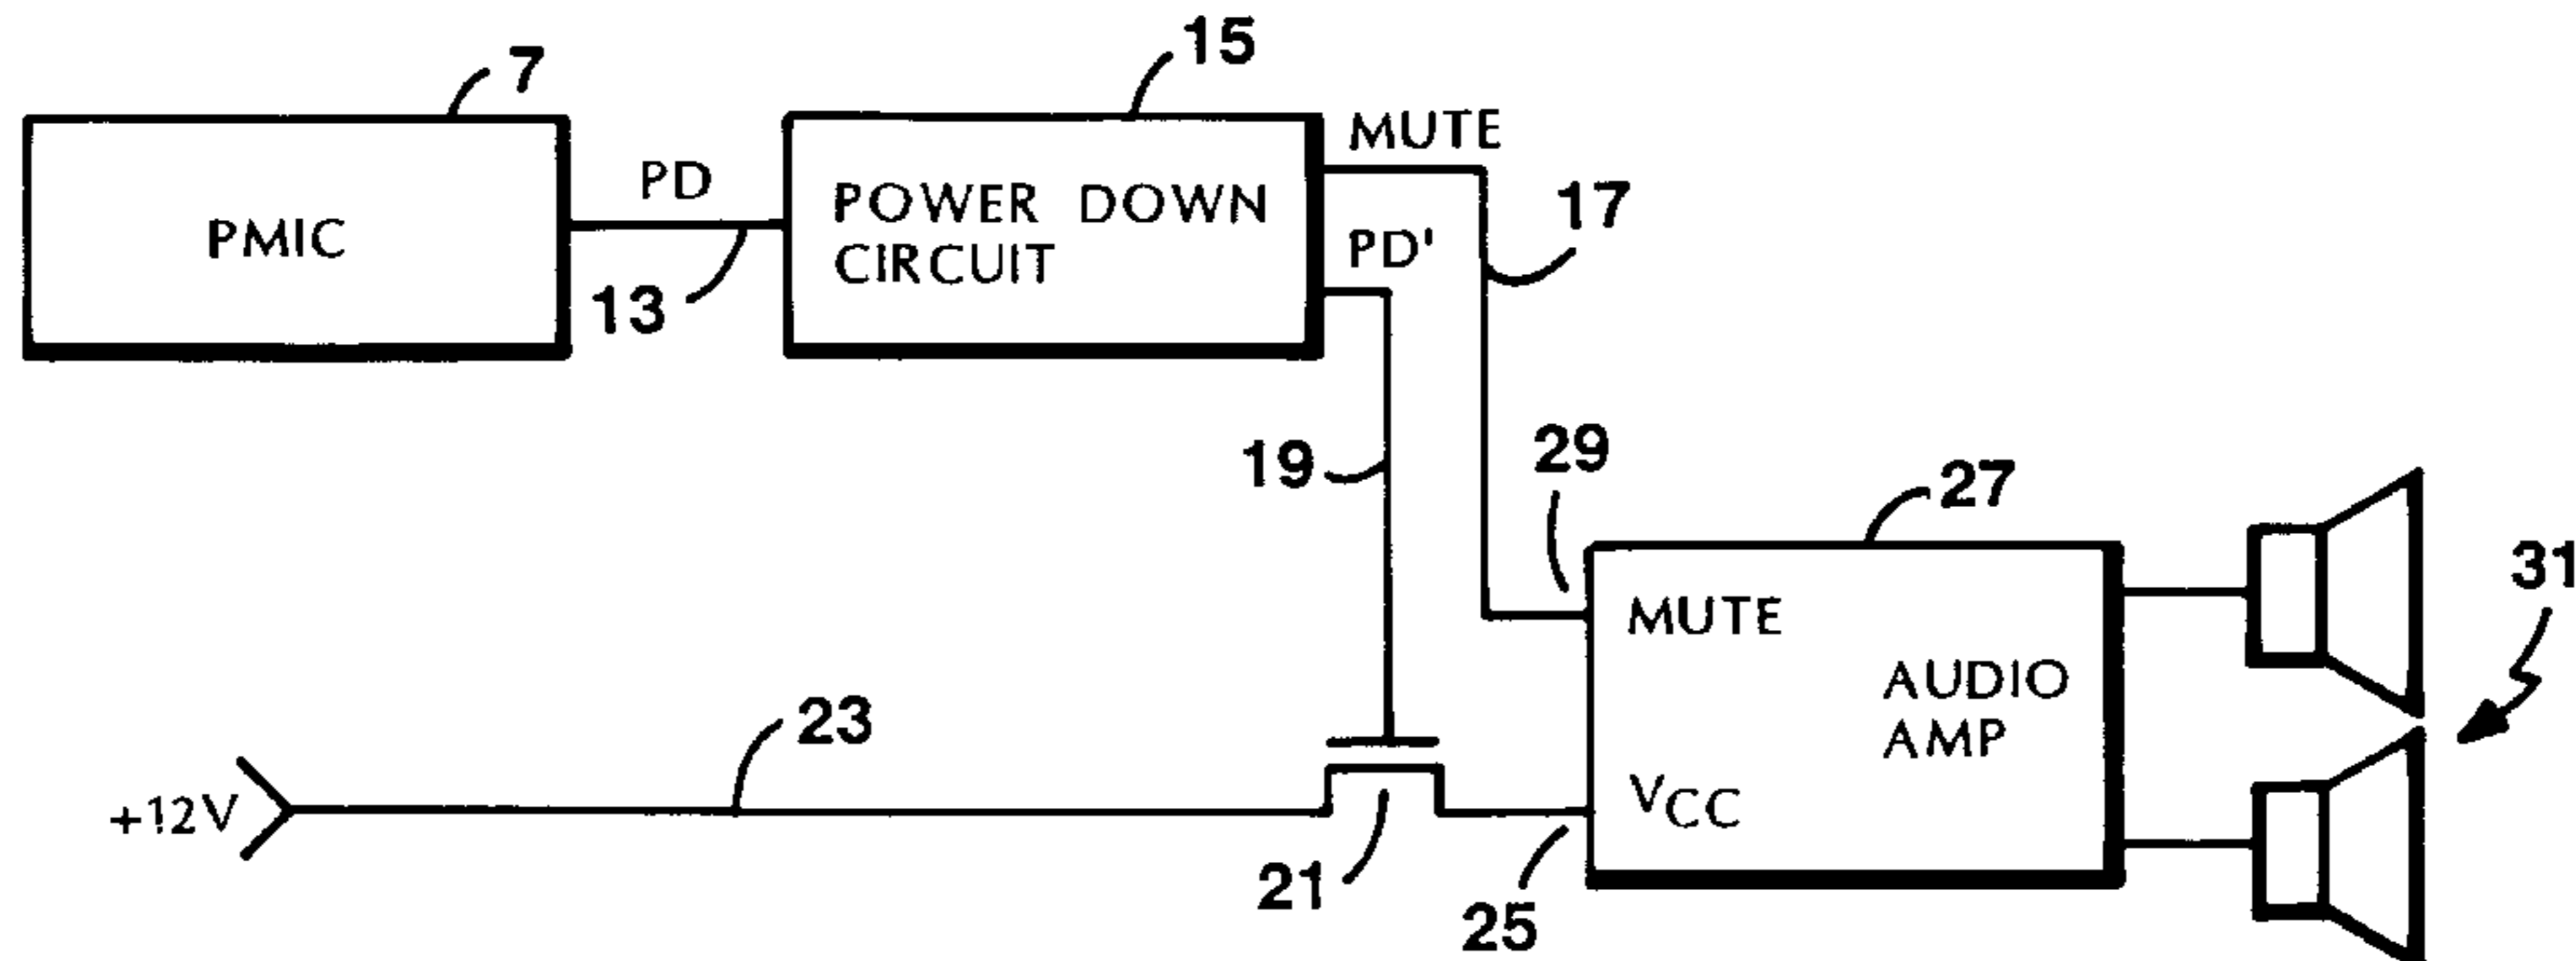 7
15
PMIC
PD
13
POWER DOWN
CIRCUIT
MUTE
PD'
17
19
29
27
31
MUTE
AUDIO
AMP
VCC
23
+12V
21
25